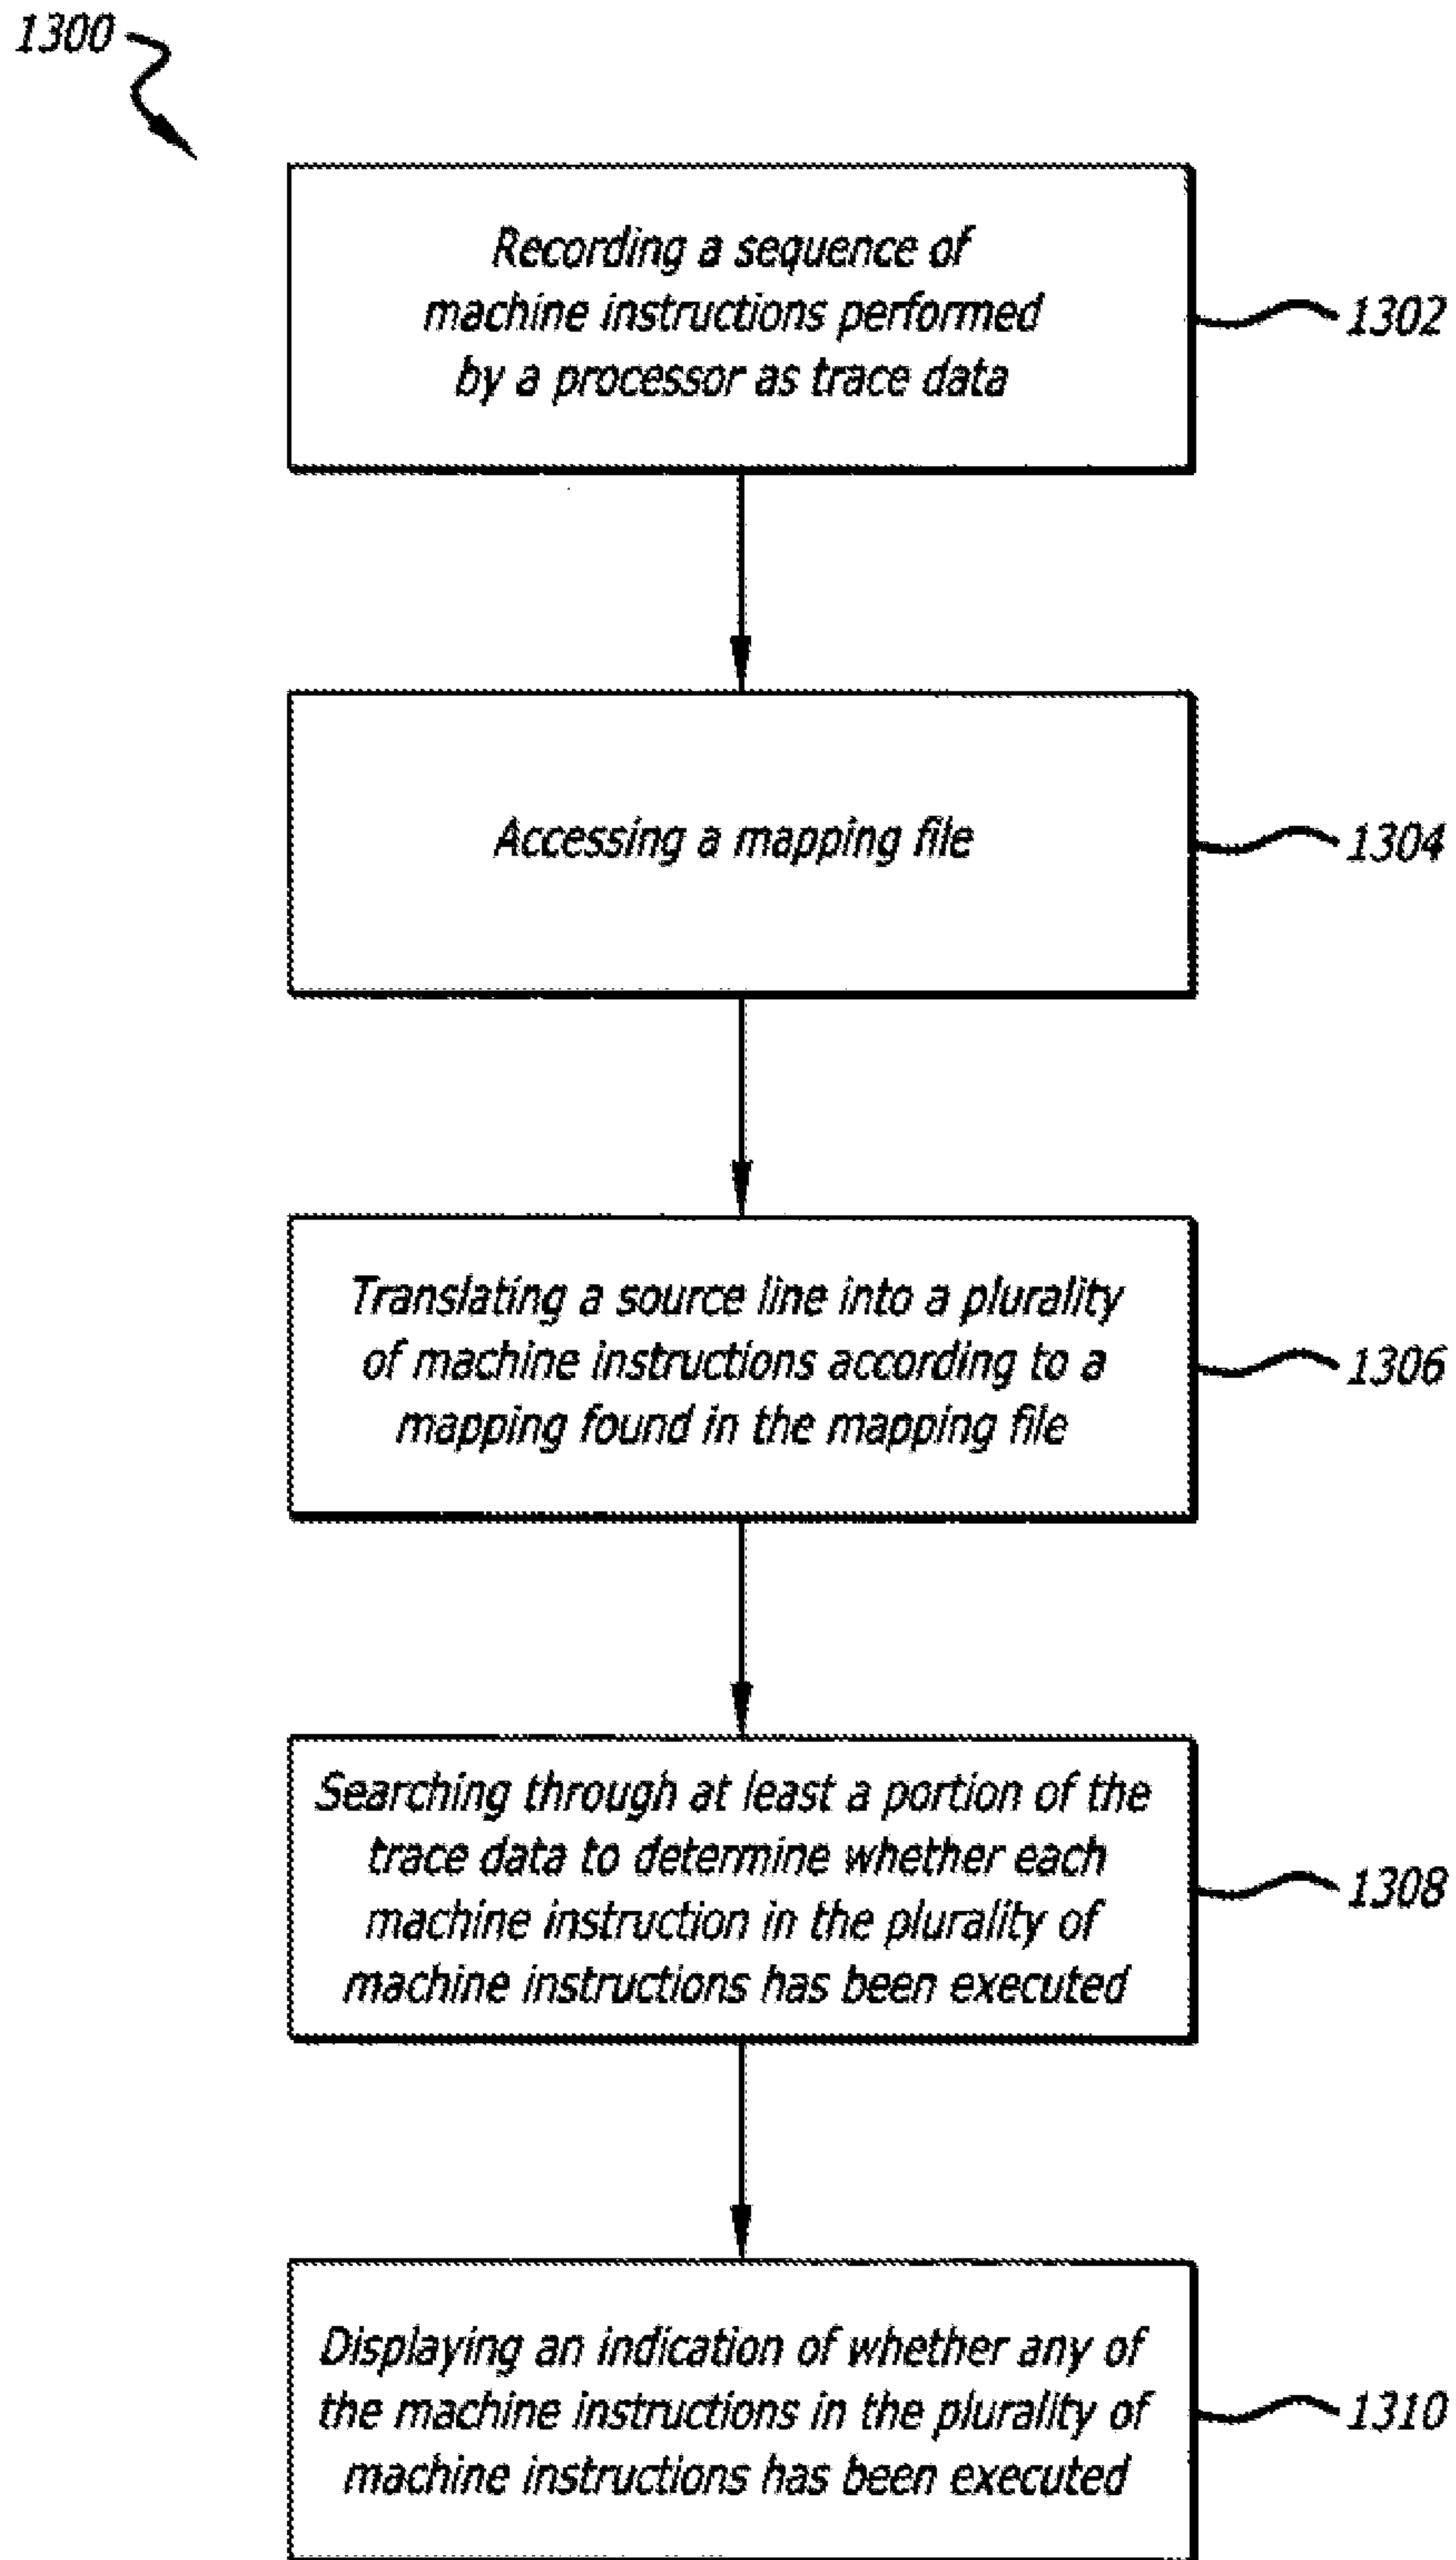 1300
Recording a sequence of
machine instructions performed
by a processor as trace data
1302
Accessing a mapping file
1304
Translating a source line into a plurality
of machine instructions according to a
mapping found in the mapping file
1306
Searching through at least a portion of the
trace data to determine whether each
machine instruction in the plurality of
machine instructions has been executed
1308
Displaying an indication of whether any of
the machine instructions in the plurality of
machine instructions has been executed
1310